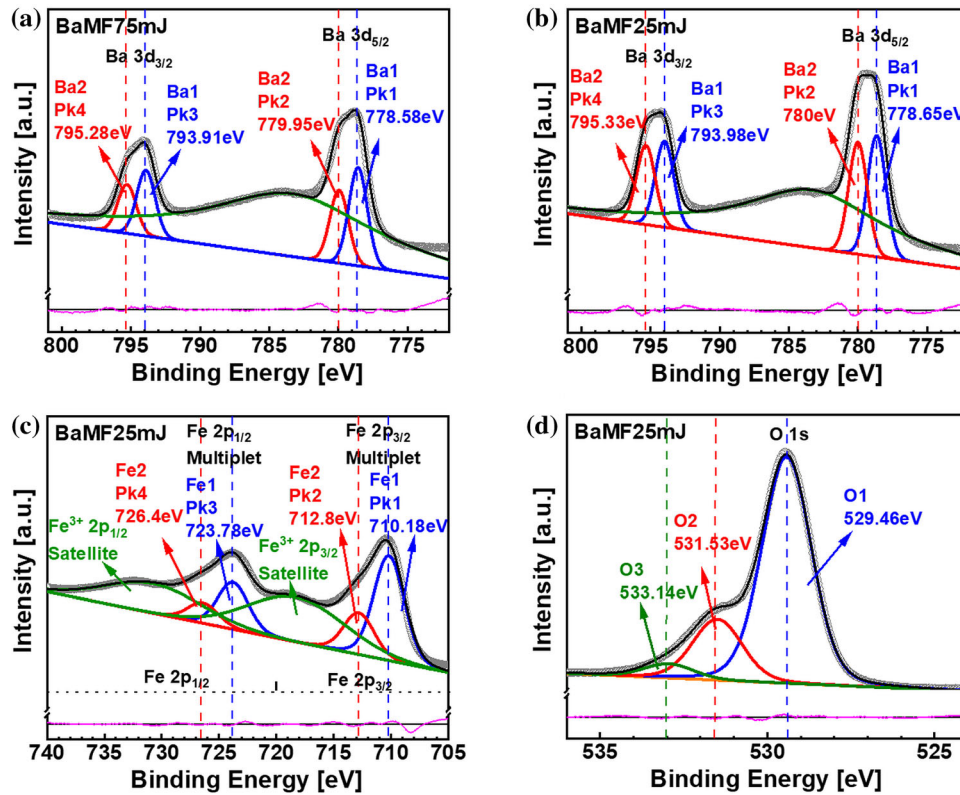 (a)
BaMF75mJ
Ba 3d3/2
Ba 3d5/2
Ba2
Pk4
795.28eV
Ba1
Pk3
793.91eV
Ba2
Pk2
779.95eV
Ba1
Pk1
778.58eV
Intensity [a.u.]
800 795 790 785 780 775
Binding Energy [eV]
(b)
BaMF25mJ
Ba 3d3/2
Ba 3d5/2
Ba2
Pk4
795.33eV
Ba1
Pk3
793.98eV
Ba2
Pk2
780eV
Ba1
Pk1
778.65eV
Intensity [a.u.]
800 795 790 785 780 775
Binding Energy [eV]
(c)
BaMF25mJ
Fe 2p1/2
Multiplet
Fe 2p3/2
Multiplet
Fe2
Pk4
726.4eV
Fe1
Pk3
723.78eV
Fe2
Pk2
712.8eV
Fe1
Pk1
710.18eV
Fe3+ 2p1/2
Satellite
Fe3+ 2p3/2
Satellite
Fe 2p1/2
Fe 2p3/2
Intensity [a.u.]
740 735 730 725 720 715 710 705
Binding Energy [eV]
(d)
BaMF25mJ
O 1s
O1
529.46eV
O2
531.53eV
O3
533.14eV
Intensity [a.u.]
535 530 525
Binding Energy [eV]